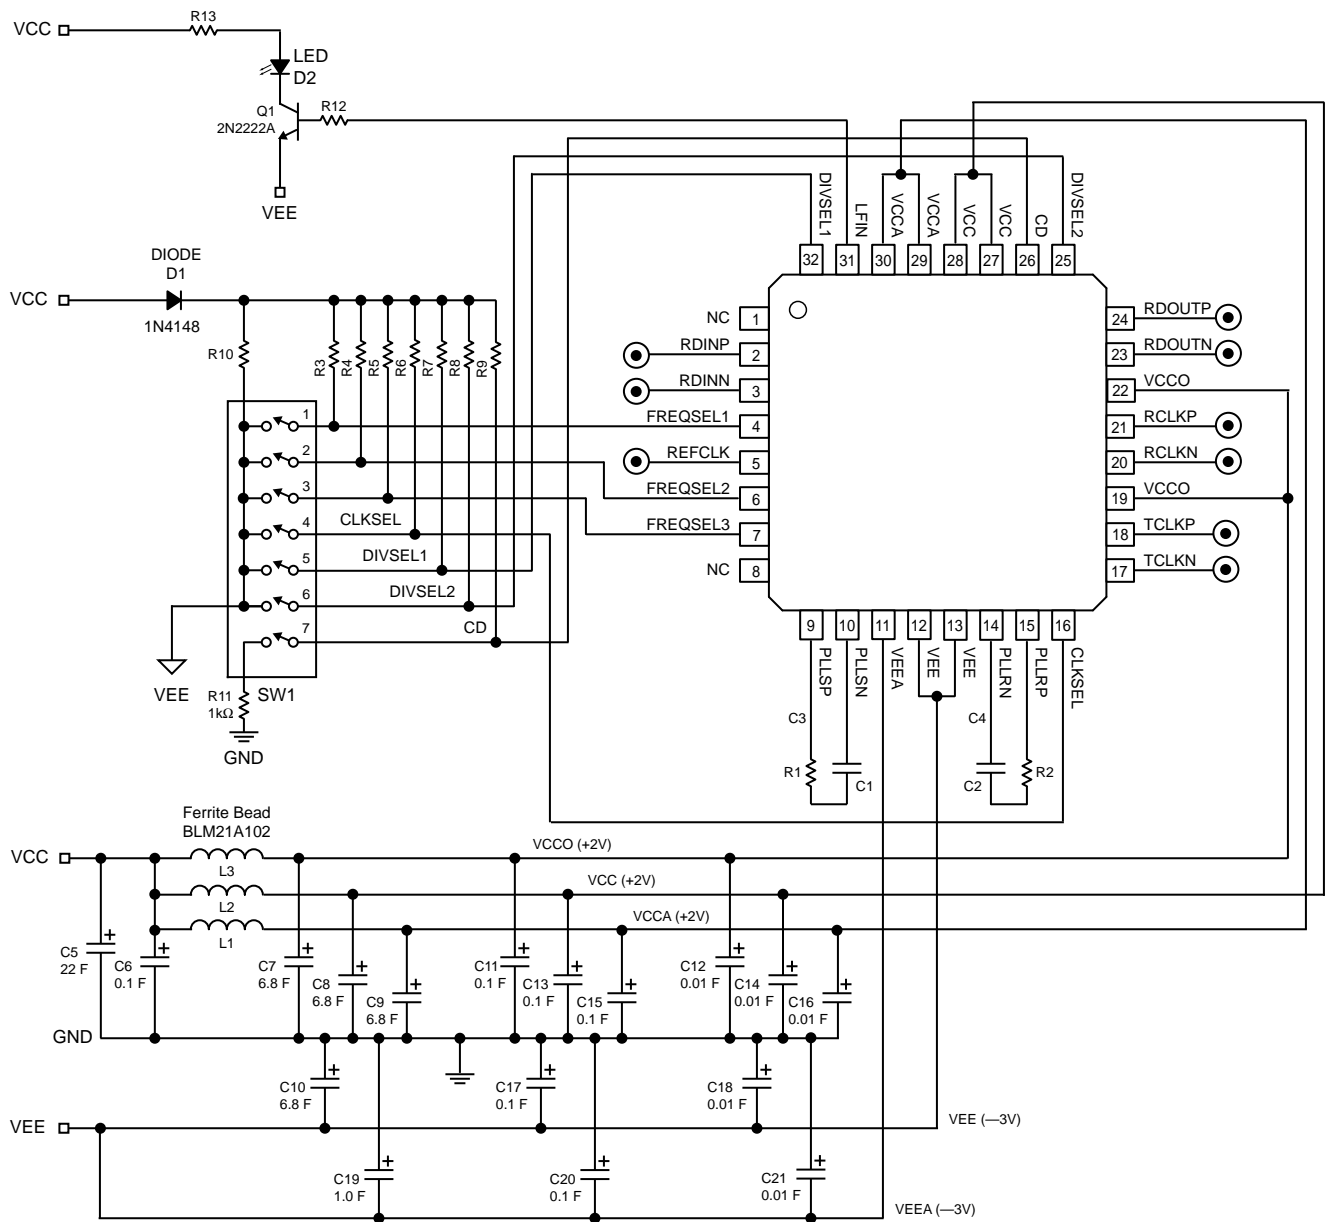 VCC
R13
LED
D2
Q1
2N2222A
R12
VEE
DIODE
D1
VCC
1N4148
R10
R3
R4
R5
R6
R7
R8
R9
1
2
3
4
5
6
7
CLKSEL
DIVSEL1
DIVSEL2
CD
VEE
SW1
R11
1kΩ
GND
DIVSEL1
LFIN
VCCA
VCCA
VCC
VCC
CD
DIVSEL2
32
31
30
29
28
27
26
25
NC
1
RDINP
2
RDINN
3
FREQSEL1
4
REFCLK
5
FREQSEL2
6
FREQSEL3
7
NC
8
24
RDOUTP
23
RDOUTN
22
VCCO
21
RCLKP
20
RCLKN
19
VCCO
18
TCLKP
17
TCLKN
9
10
11
12
13
14
15
16
PLLSP
PLLSN
VEEA
VEE
VEE
PLLRN
PLLRP
CLKSEL
C3
C4
R1
C1
C2
R2
Ferrite Bead
BLM21A102
VCC
L3
VCCO (+2V)
L2
VCC (+2V)
L1
VCCA (+2V)
C5
22 F
C6
0.1 F
C7
6.8 F
C8
6.8 F
C9
6.8 F
C11
0.1 F
C13
0.1 F
C15
0.1 F
C12
0.01 F
C14
0.01 F
C16
0.01 F
GND
C10
6.8 F
C17
0.1 F
C18
0.01 F
VEE
VEE (—3V)
C19
1.0 F
C20
0.1 F
C21
0.01 F
VEEA (—3V)